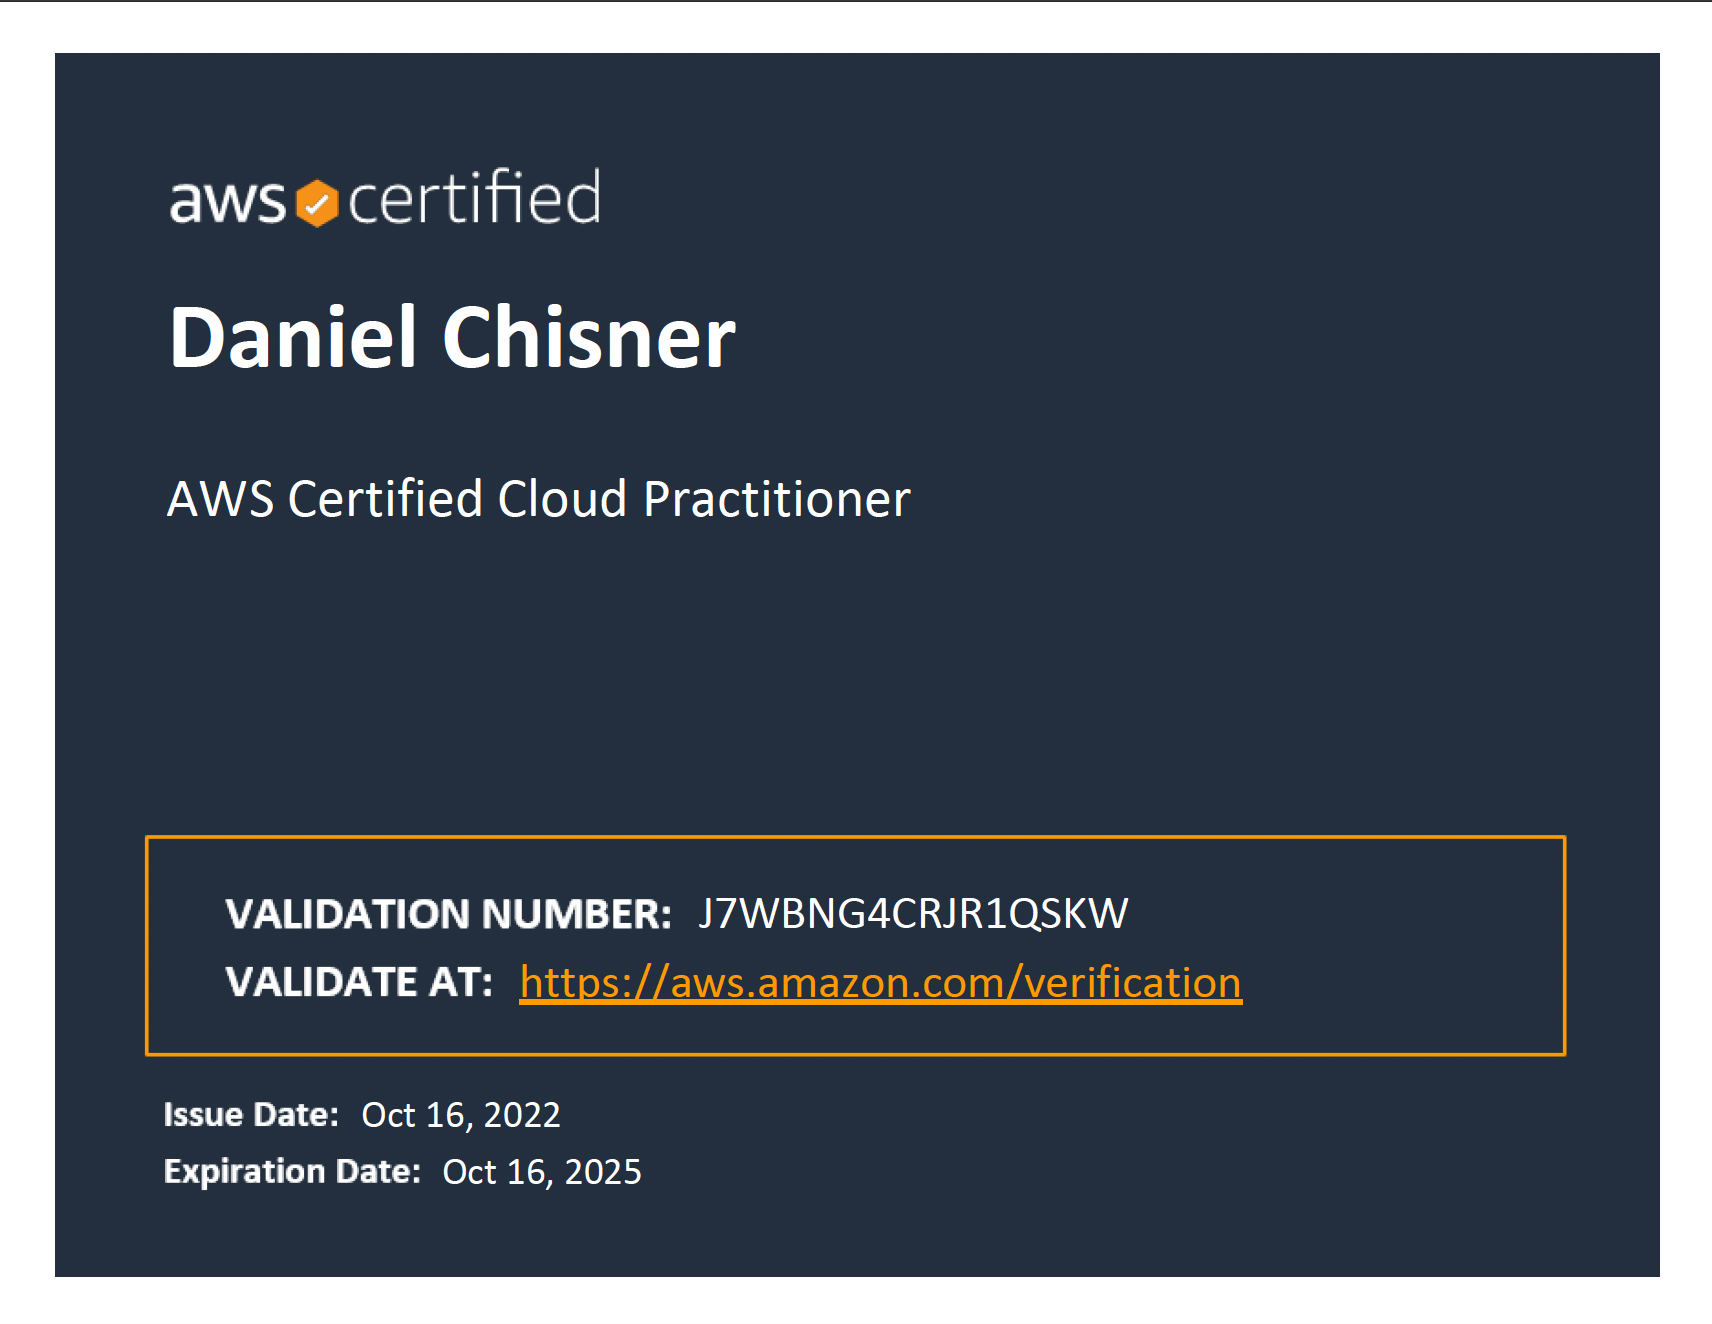 aws certified
Daniel Chisner
AWS Certified Cloud Practitioner
VALIDATION NUMBER: J7WBNG4CRJR1QSKW
VALIDATE AT: https://aws.amazon.com/verification
Issue Date: Oct 16, 2022
Expiration Date: Oct 16, 2025